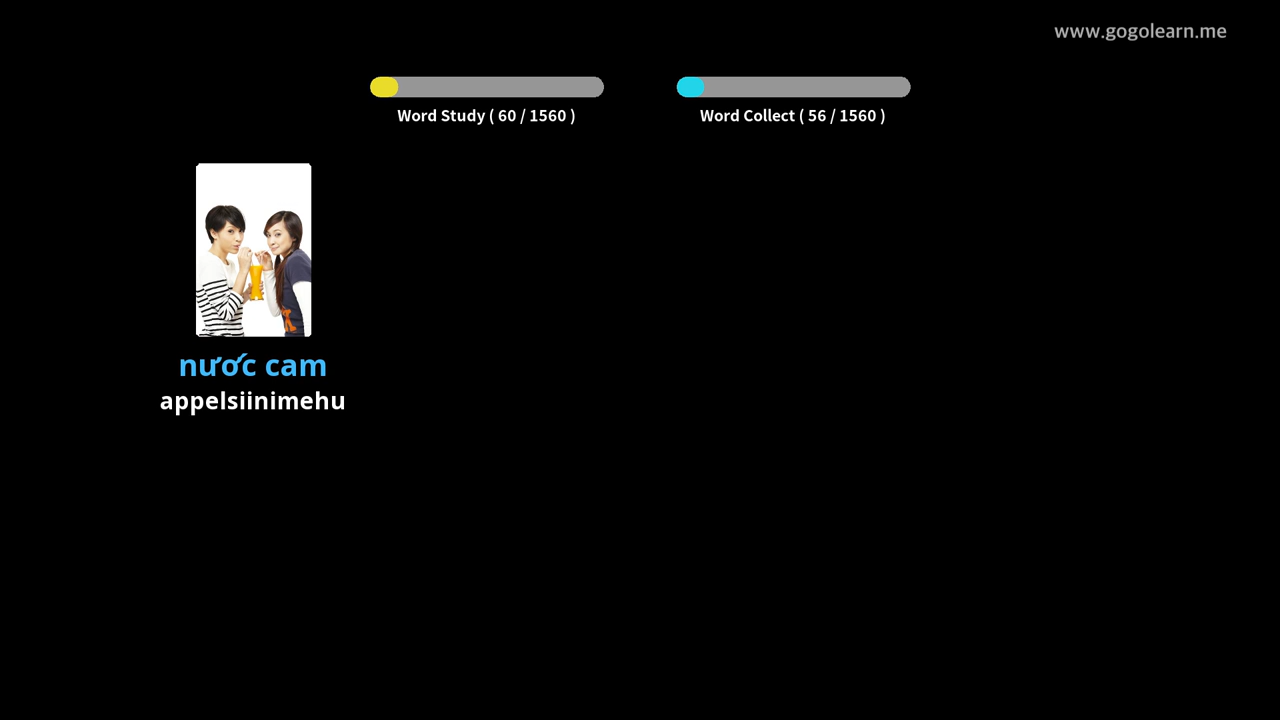 www.gogolearn.me
Word Study ( 60 / 1560 )
Word Collect ( 56 / 1560 )
nước cam
appelsiinimehu